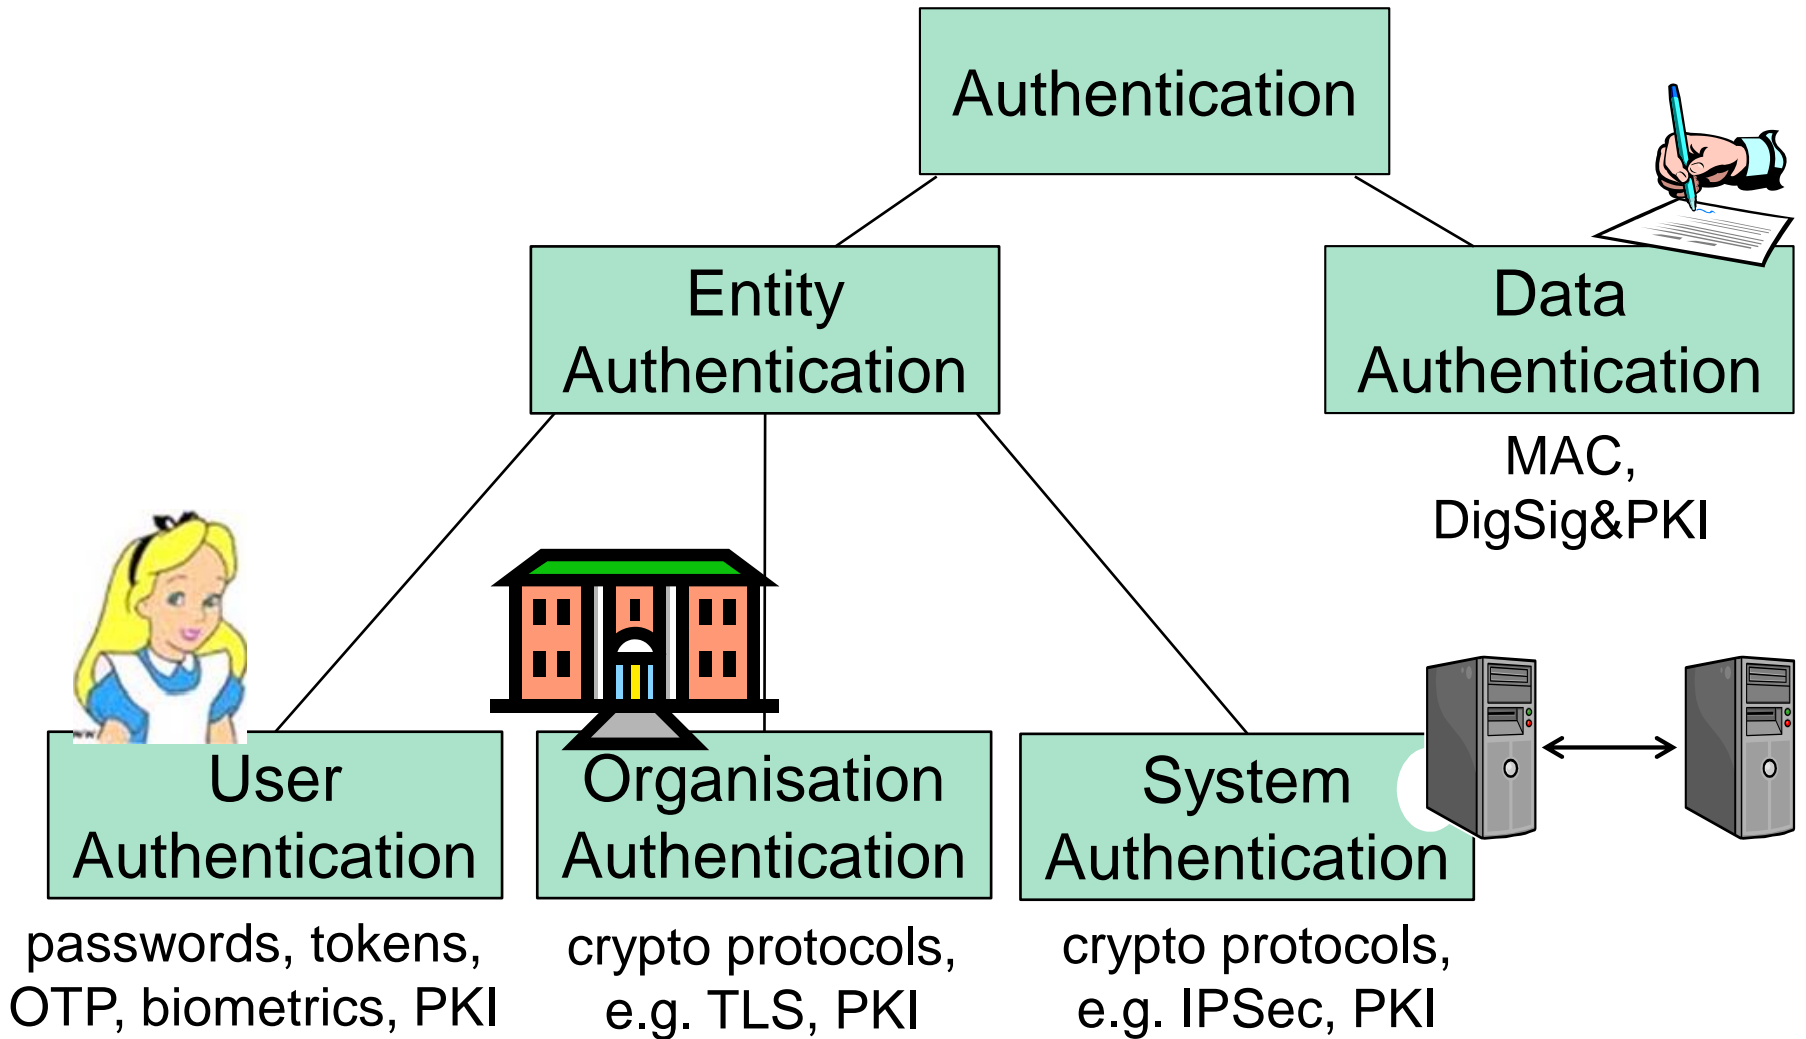 Authentication
Entity
Authentication
Data
Authentication
MAC,
DigSig&PKI
User
Authentication
Organisation
Authentication
System
Authentication
passwords, tokens,
OTP, biometrics, PKI
crypto protocols,
e.g. TLS, PKI
crypto protocols,
e.g. IPSec, PKI